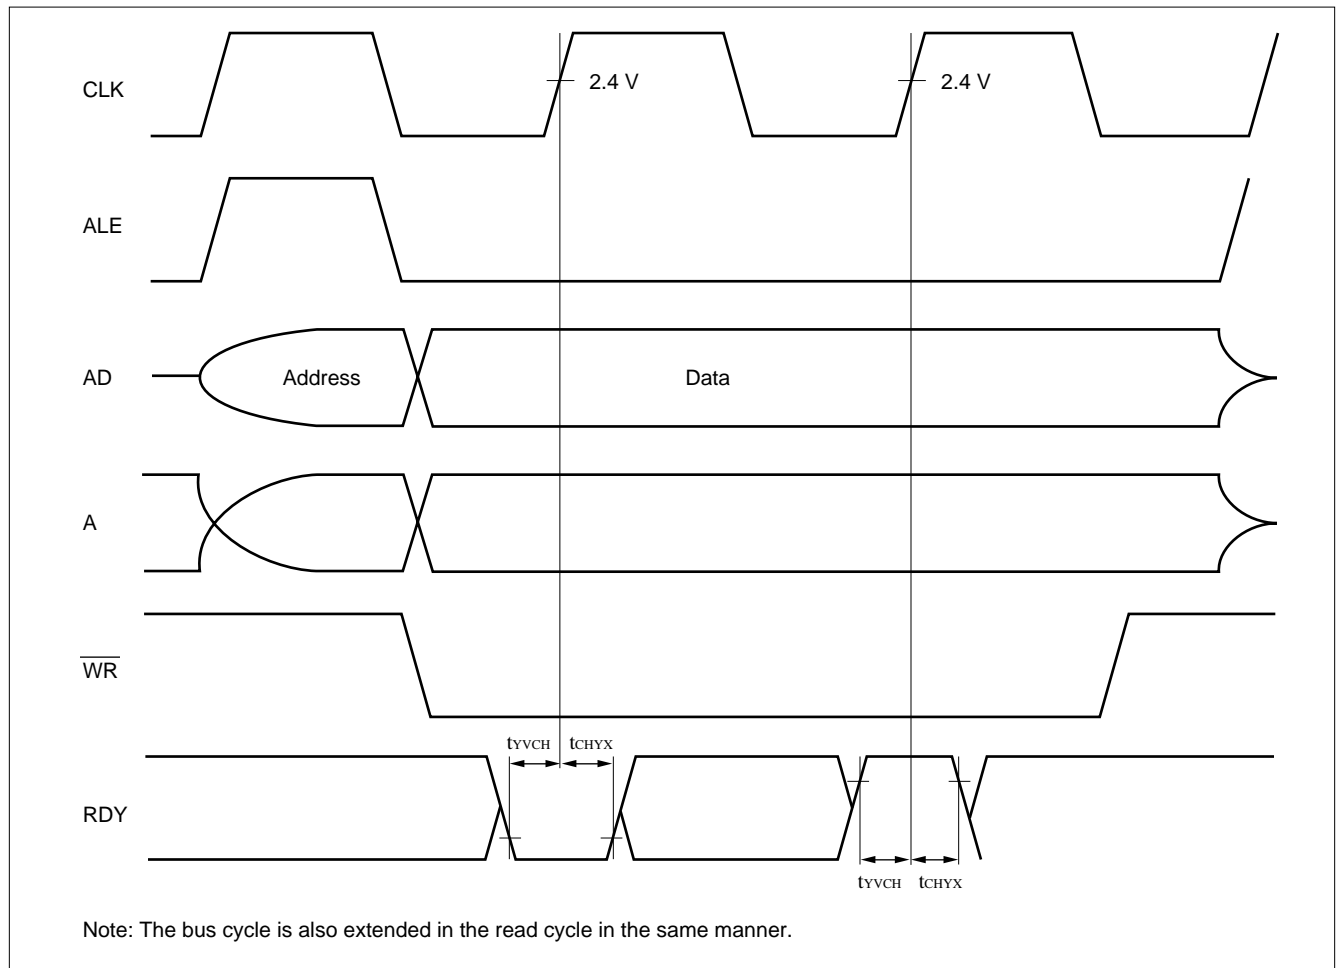 CLK
2.4 V
2.4 V
ALE
AD
Address
Data
A
WR
tYVCH
tCHYX
RDY
tYVCH
tCHYX
Note: The bus cycle is also extended in the read cycle in the same manner.